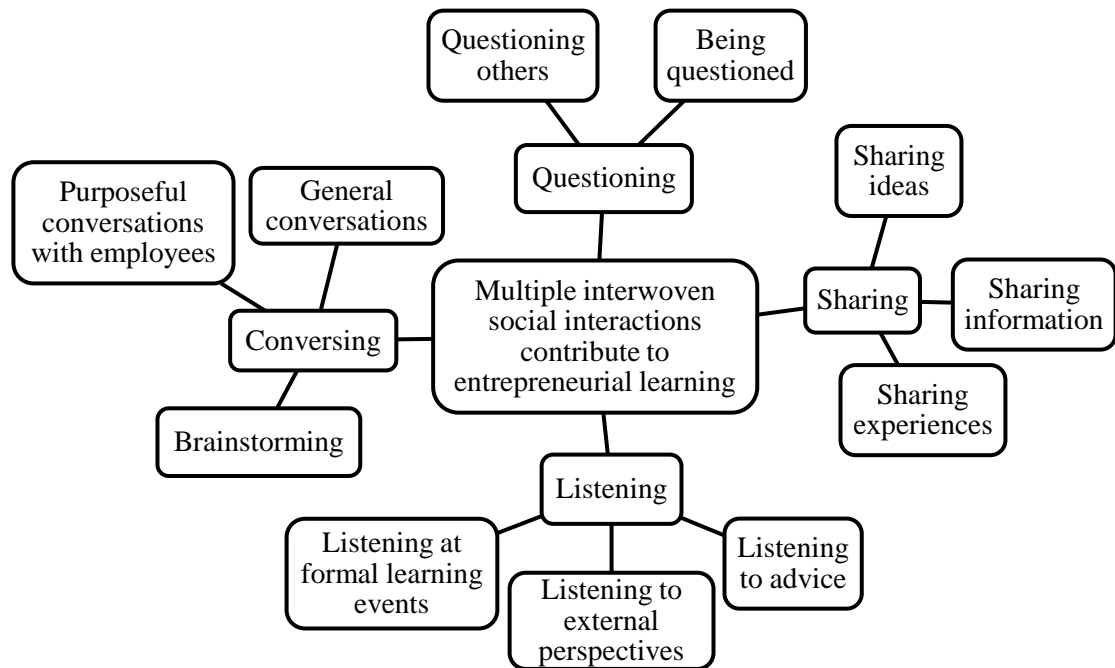 Questioning
others
Being
questioned
Questioning
Sharing
ideas
Purposeful
conversations
with employees
General
conversations
Multiple interwoven
social interactions
contribute to
entrepreneurial learning
Sharing
Sharing
information
Conversing
Sharing
experiences
Brainstorming
Listening
Listening at
formal learning
events
Listening to
external
perspectives
Listening
to advice